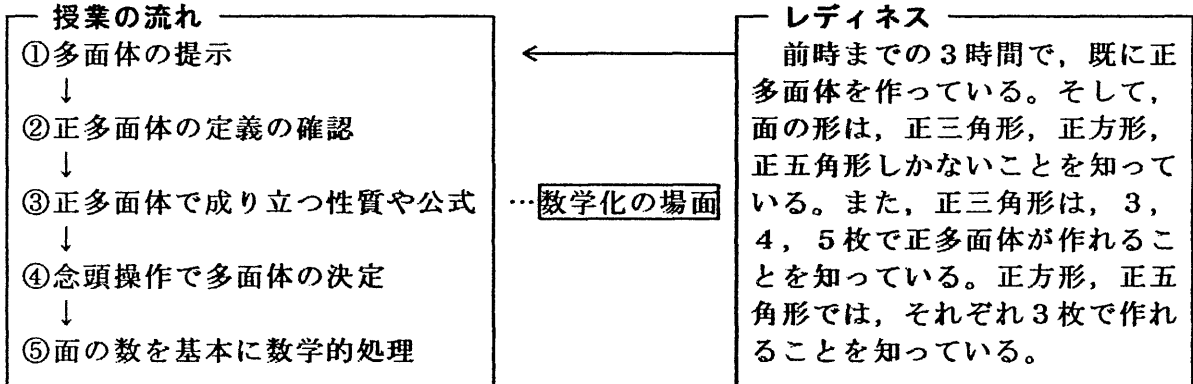 授業の流れ
①多面体の提示
↓
②正多面体の定義の確認
↓
③正多面体で成り立つ性質や公式 …数学化の場面
↓
④念頭操作で多面体の決定
↓
⑤面の数を基本に数学的処理
←
レディネス
前時までの3時間で，既に正
多面体を作っている。そして，
面の形は，正三角形，正方形，
正五角形しかないことを知って
いる。また，正三角形は，3，
4，5枚で正多面体が作れるこ
とを知っている。正方形，正五
角形では，それぞれ3枚で作れ
ることを知っている。